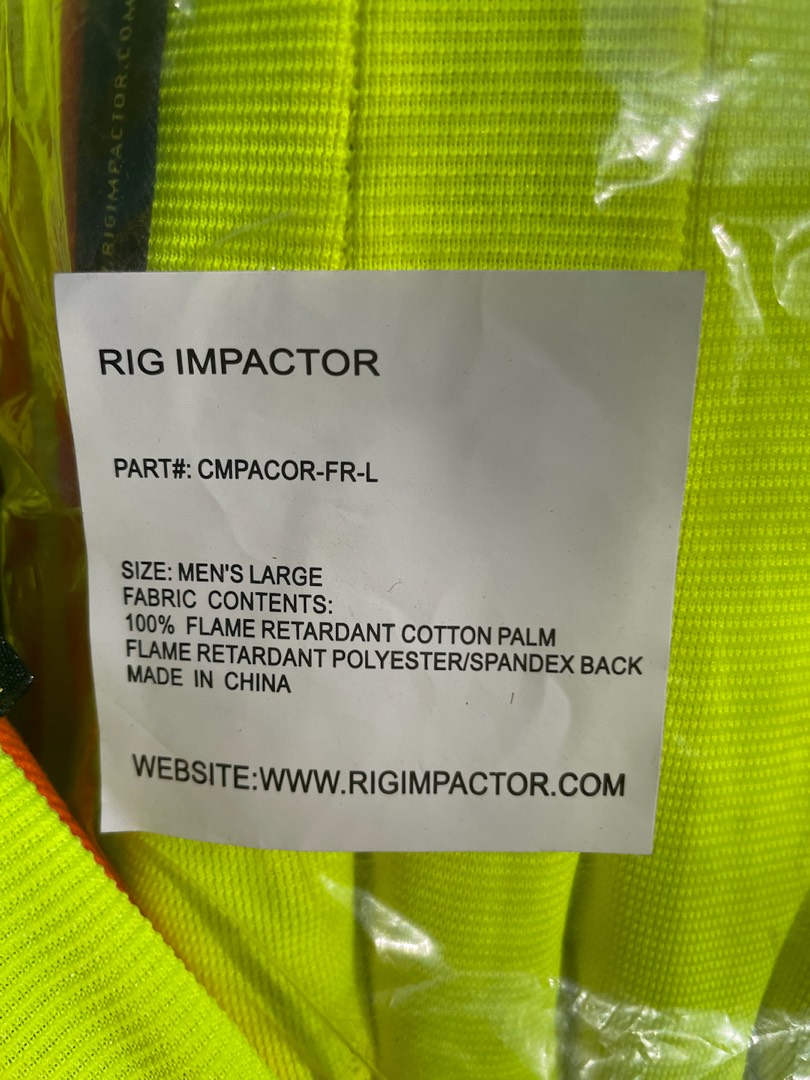 RIGIMPACTOR.COM
RIG IMPACTOR
PART#: CMPACOR-FR-L
SIZE: MEN'S LARGE
FABRIC CONTENTS:
100% FLAME RETARDANT COTTON PALM
FLAME RETARDANT POLYESTER/SPANDEX BACK
MADE IN CHINA
WEBSITE:WWW.RIGIMPACTOR.COM